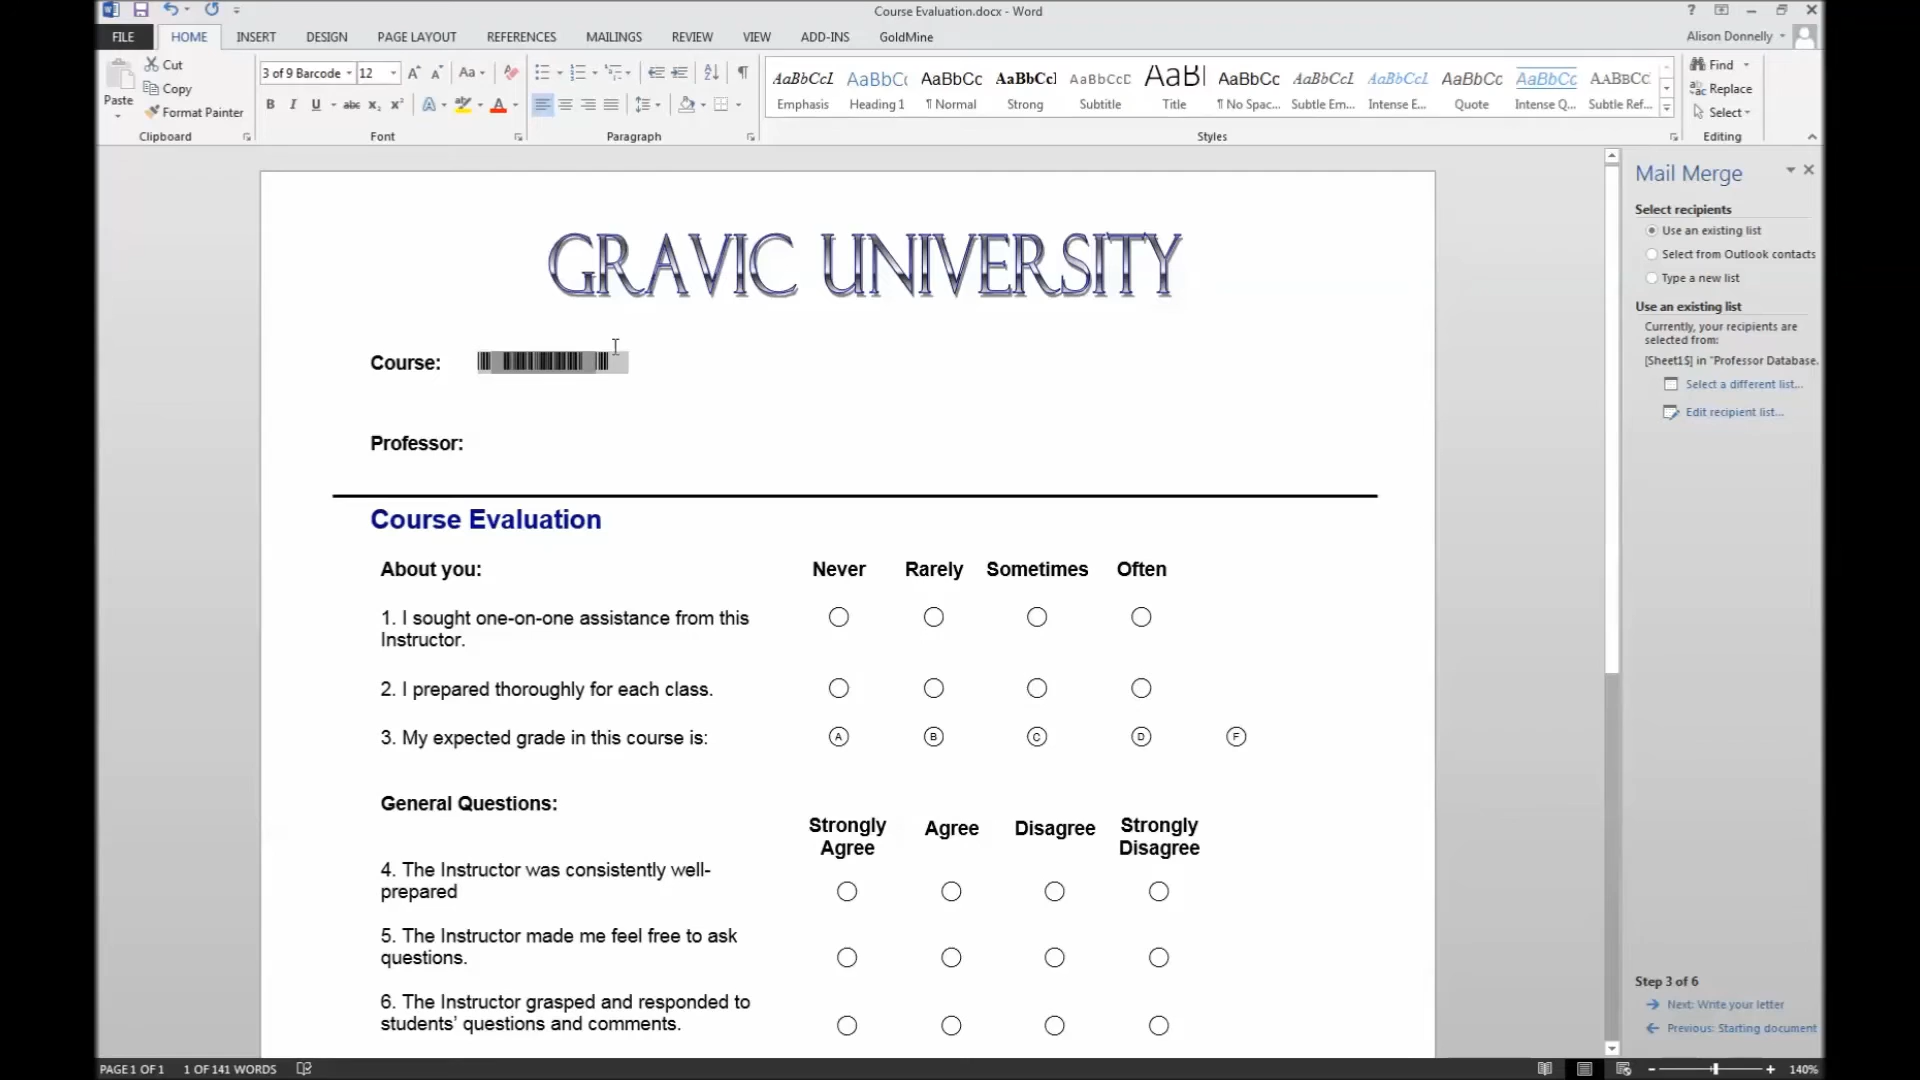 Course Evaluation.docx - Word
FILE HOME INSERT DESIGN PAGE LAYOUT REFERENCES MAILINGS REVIEW VIEW ADD-INS GoldMine
Alison Donnelly
Paste
Cut
Copy
Format Painter
Clipboard
3 of 9 Barcode 12
Font
Paragraph
AaBbCcI AaBbCc AaBbCc AaBbCcI AaBbCcD AaBl AaBbCc AaBbCcI AaBbCcI AaBbCc AaBbCc AABBCC
Emphasis Heading 1 ¶ Normal Strong Subtitle Title ¶ No Spac... Subtle Em... Intense E... Quote Intense Q... Subtle Ref...
Styles
Find
Replace
Select
Editing
GRAVIC UNIVERSITY
Course:
Professor:
Course Evaluation
About you: Never Rarely Sometimes Often
1. I sought one-on-one assistance from this
Instructor.
2. I prepared thoroughly for each class.
3. My expected grade in this course is: A B C D F
General Questions:
Strongly Agree Disagree Strongly
Agree Disagree
4. The Instructor was consistently well-
prepared
5. The Instructor made me feel free to ask
questions.
6. The Instructor grasped and responded to
students' questions and comments.
Mail Merge
Select recipients
Use an existing list
Select from Outlook contacts
Type a new list
Use an existing list
Currently, your recipients are
selected from:
[Sheet1$] in "Professor Database.
Select a different list...
Edit recipient list...
Step 3 of 6
Next: Write your letter
Previous: Starting document
PAGE 1 OF 1 1 OF 141 WORDS 140%